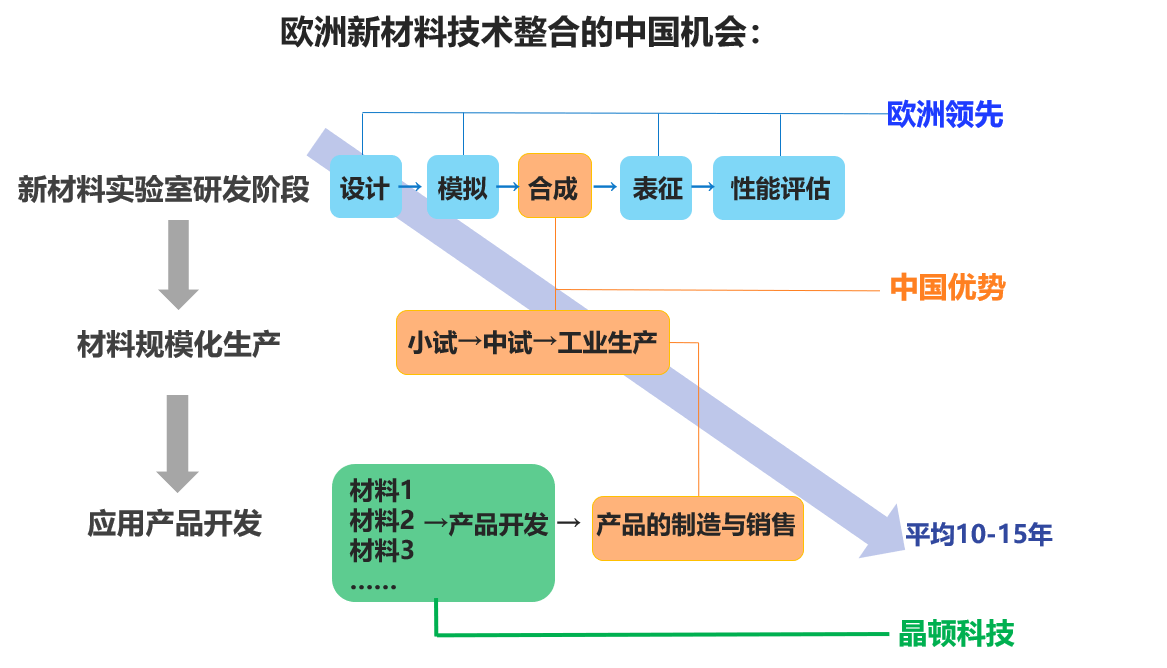 欧洲新材料技术整合的中国机会：
欧洲领先
新材料实验室研发阶段
设计→模拟→合成→表征→性能评估
中国优势
材料规模化生产
小试→中试→工业生产
应用产品开发
材料1
材料2
材料3
……
→产品开发→
产品的制造与销售
平均10-15年
晶顿科技